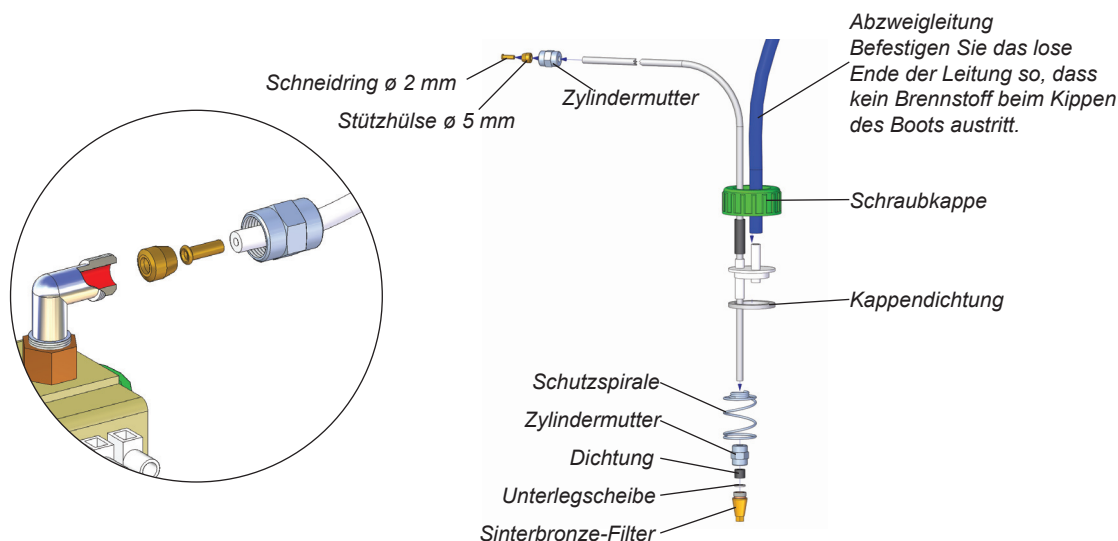 Schneidring ø 2 mm
Stützhülse ø 5 mm
Zylindermutter
Abzweigleitung
Befestigen Sie das lose
Ende der Leitung so, dass
kein Brennstoff beim Kippen
des Boots austritt.
Schraubkappe
Kappendichtung
Schutzspirale
Zylindermutter
Dichtung
Unterlegscheibe
Sinterbronze-Filter